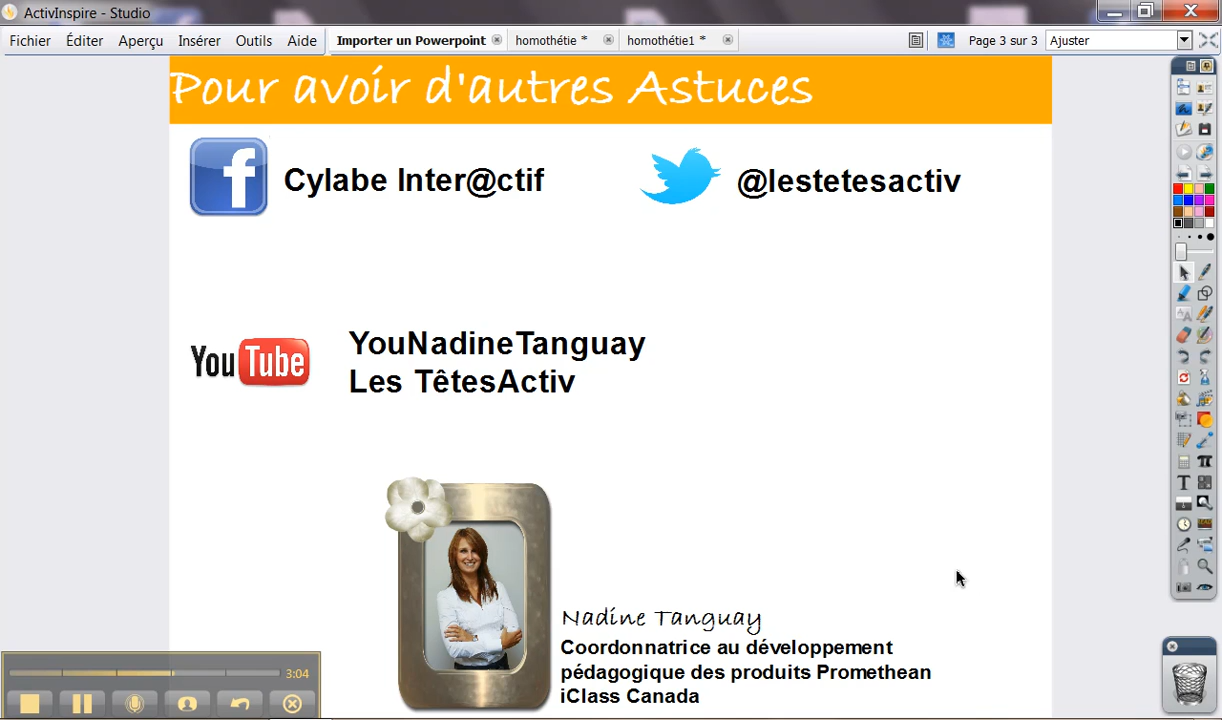 ActivInspire - Studio
Fichier Éditer Aperçu Insérer Outils Aide
Importer un Powerpoint homothétie * homothétie1 *
Page 3 sur 3 Ajuster
Pour avoir d'autres Astuces
f Cylabe Inter@ctif @lestetesactiv
YouTube YouNadineTanguay
Les TêtesActiv
Nadine Tanguay
Coordonnatrice au développement
pédagogique des produits Promethean
iClass Canada
3:04